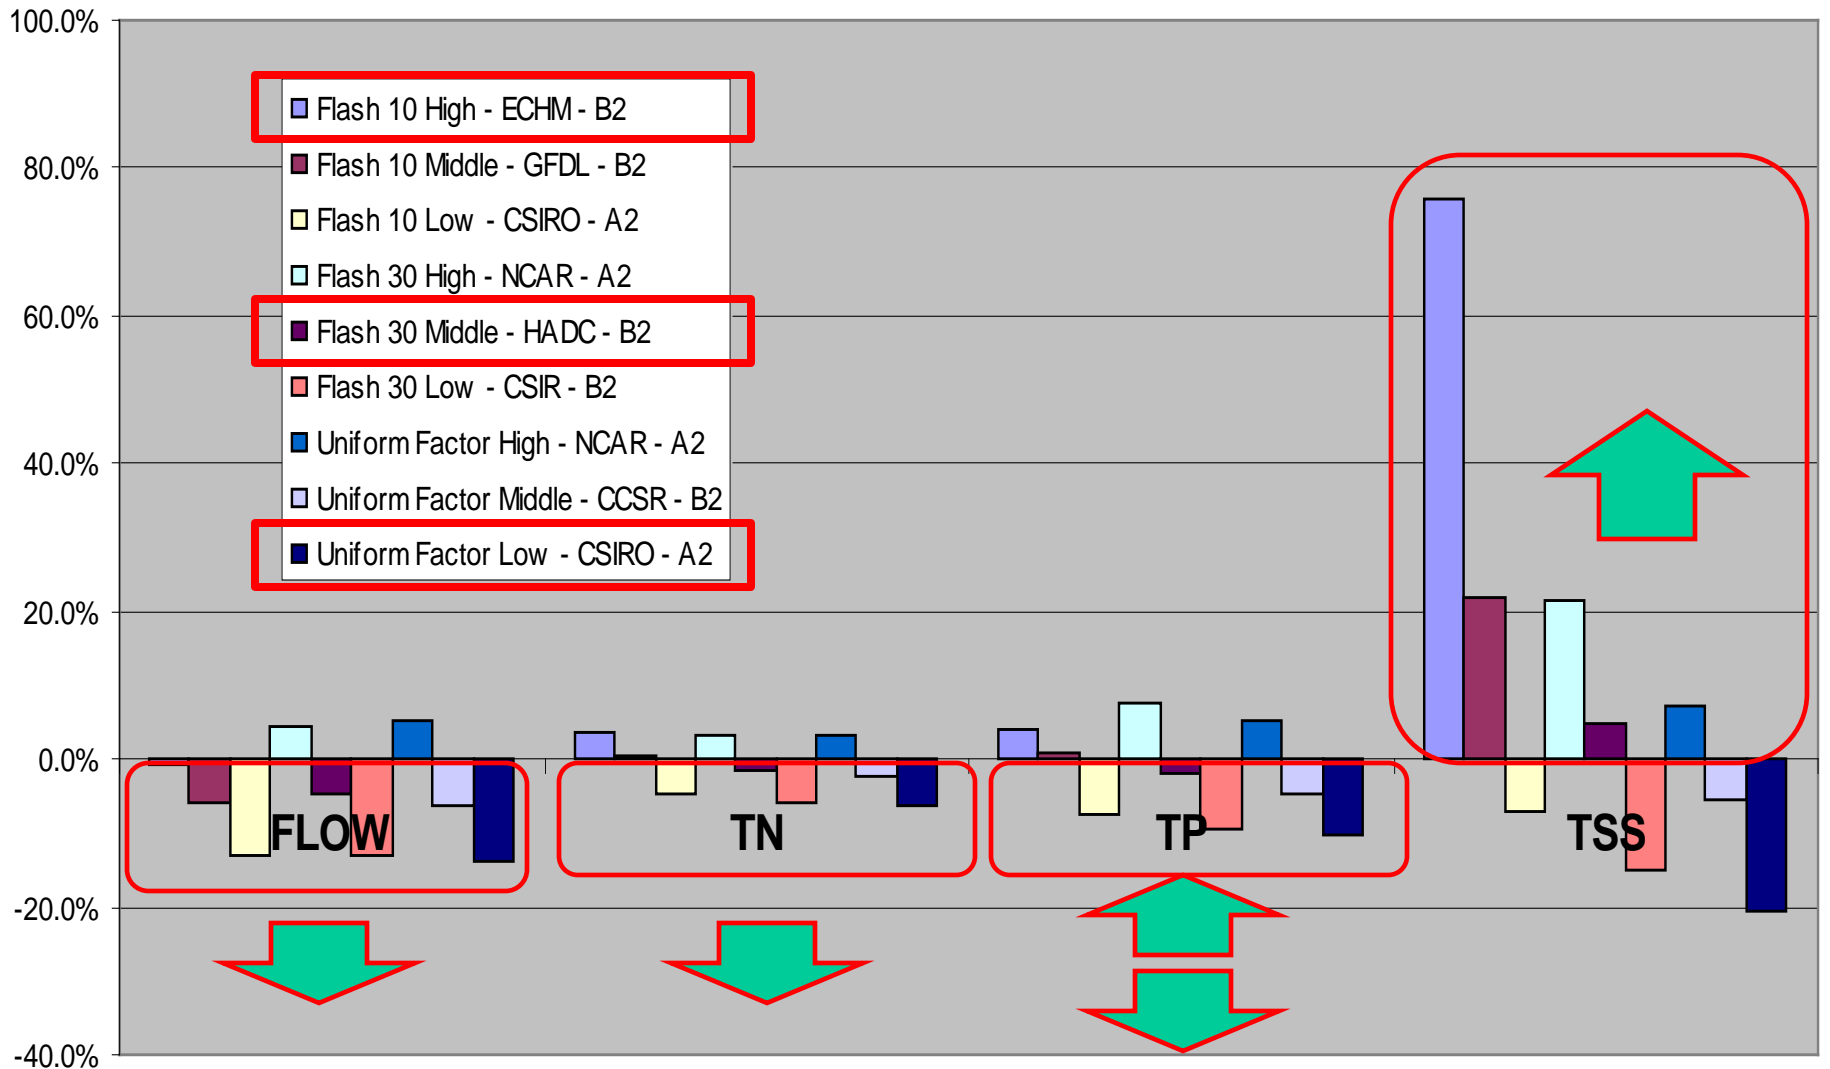 100.0%
80.0%
60.0%
40.0%
20.0%
0.0%
-20.0%
-40.0%
Flash 10 High - ECHM - B2
Flash 10 Middle - GFDL - B2
Flash 10 Low - CSIRO - A2
Flash 30 High - NCAR - A2
Flash 30 Middle - HADC - B2
Flash 30 Low - CSIR - B2
Uniform Factor High - NCAR - A2
Uniform Factor Middle - CCSR - B2
Uniform Factor Low - CSIRO - A2
FLOW
TN
TP
TSS